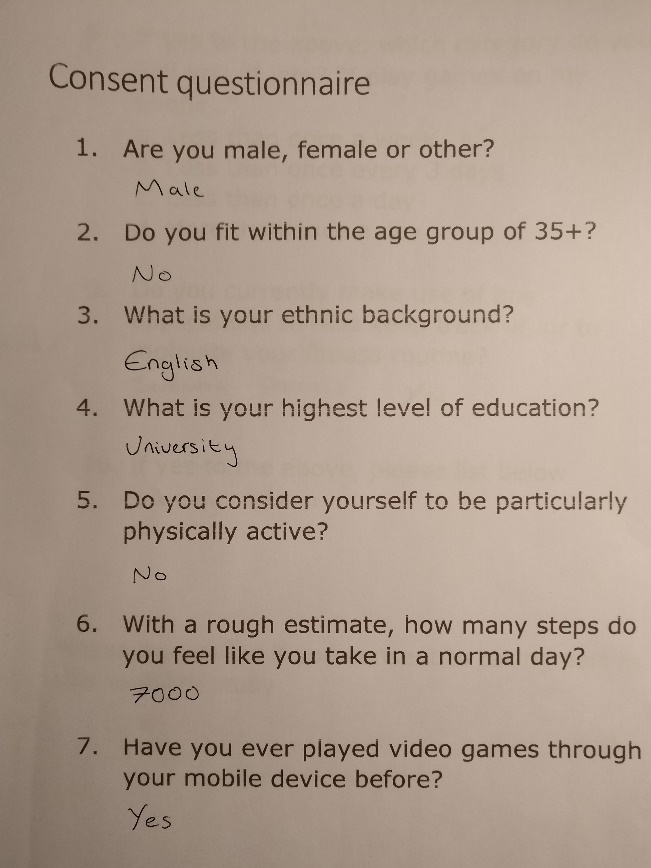 Consent questionnaire
1. Are you male, female or other?
Male
2. Do you fit within the age group of 35+?
No
3. What is your ethnic background?
English
4. What is your highest level of education?
University
5. Do you consider yourself to be particularly
physically active?
No
6. With a rough estimate, how many steps do
you feel like you take in a normal day?
7000
7. Have you ever played video games through
your mobile device before?
Yes